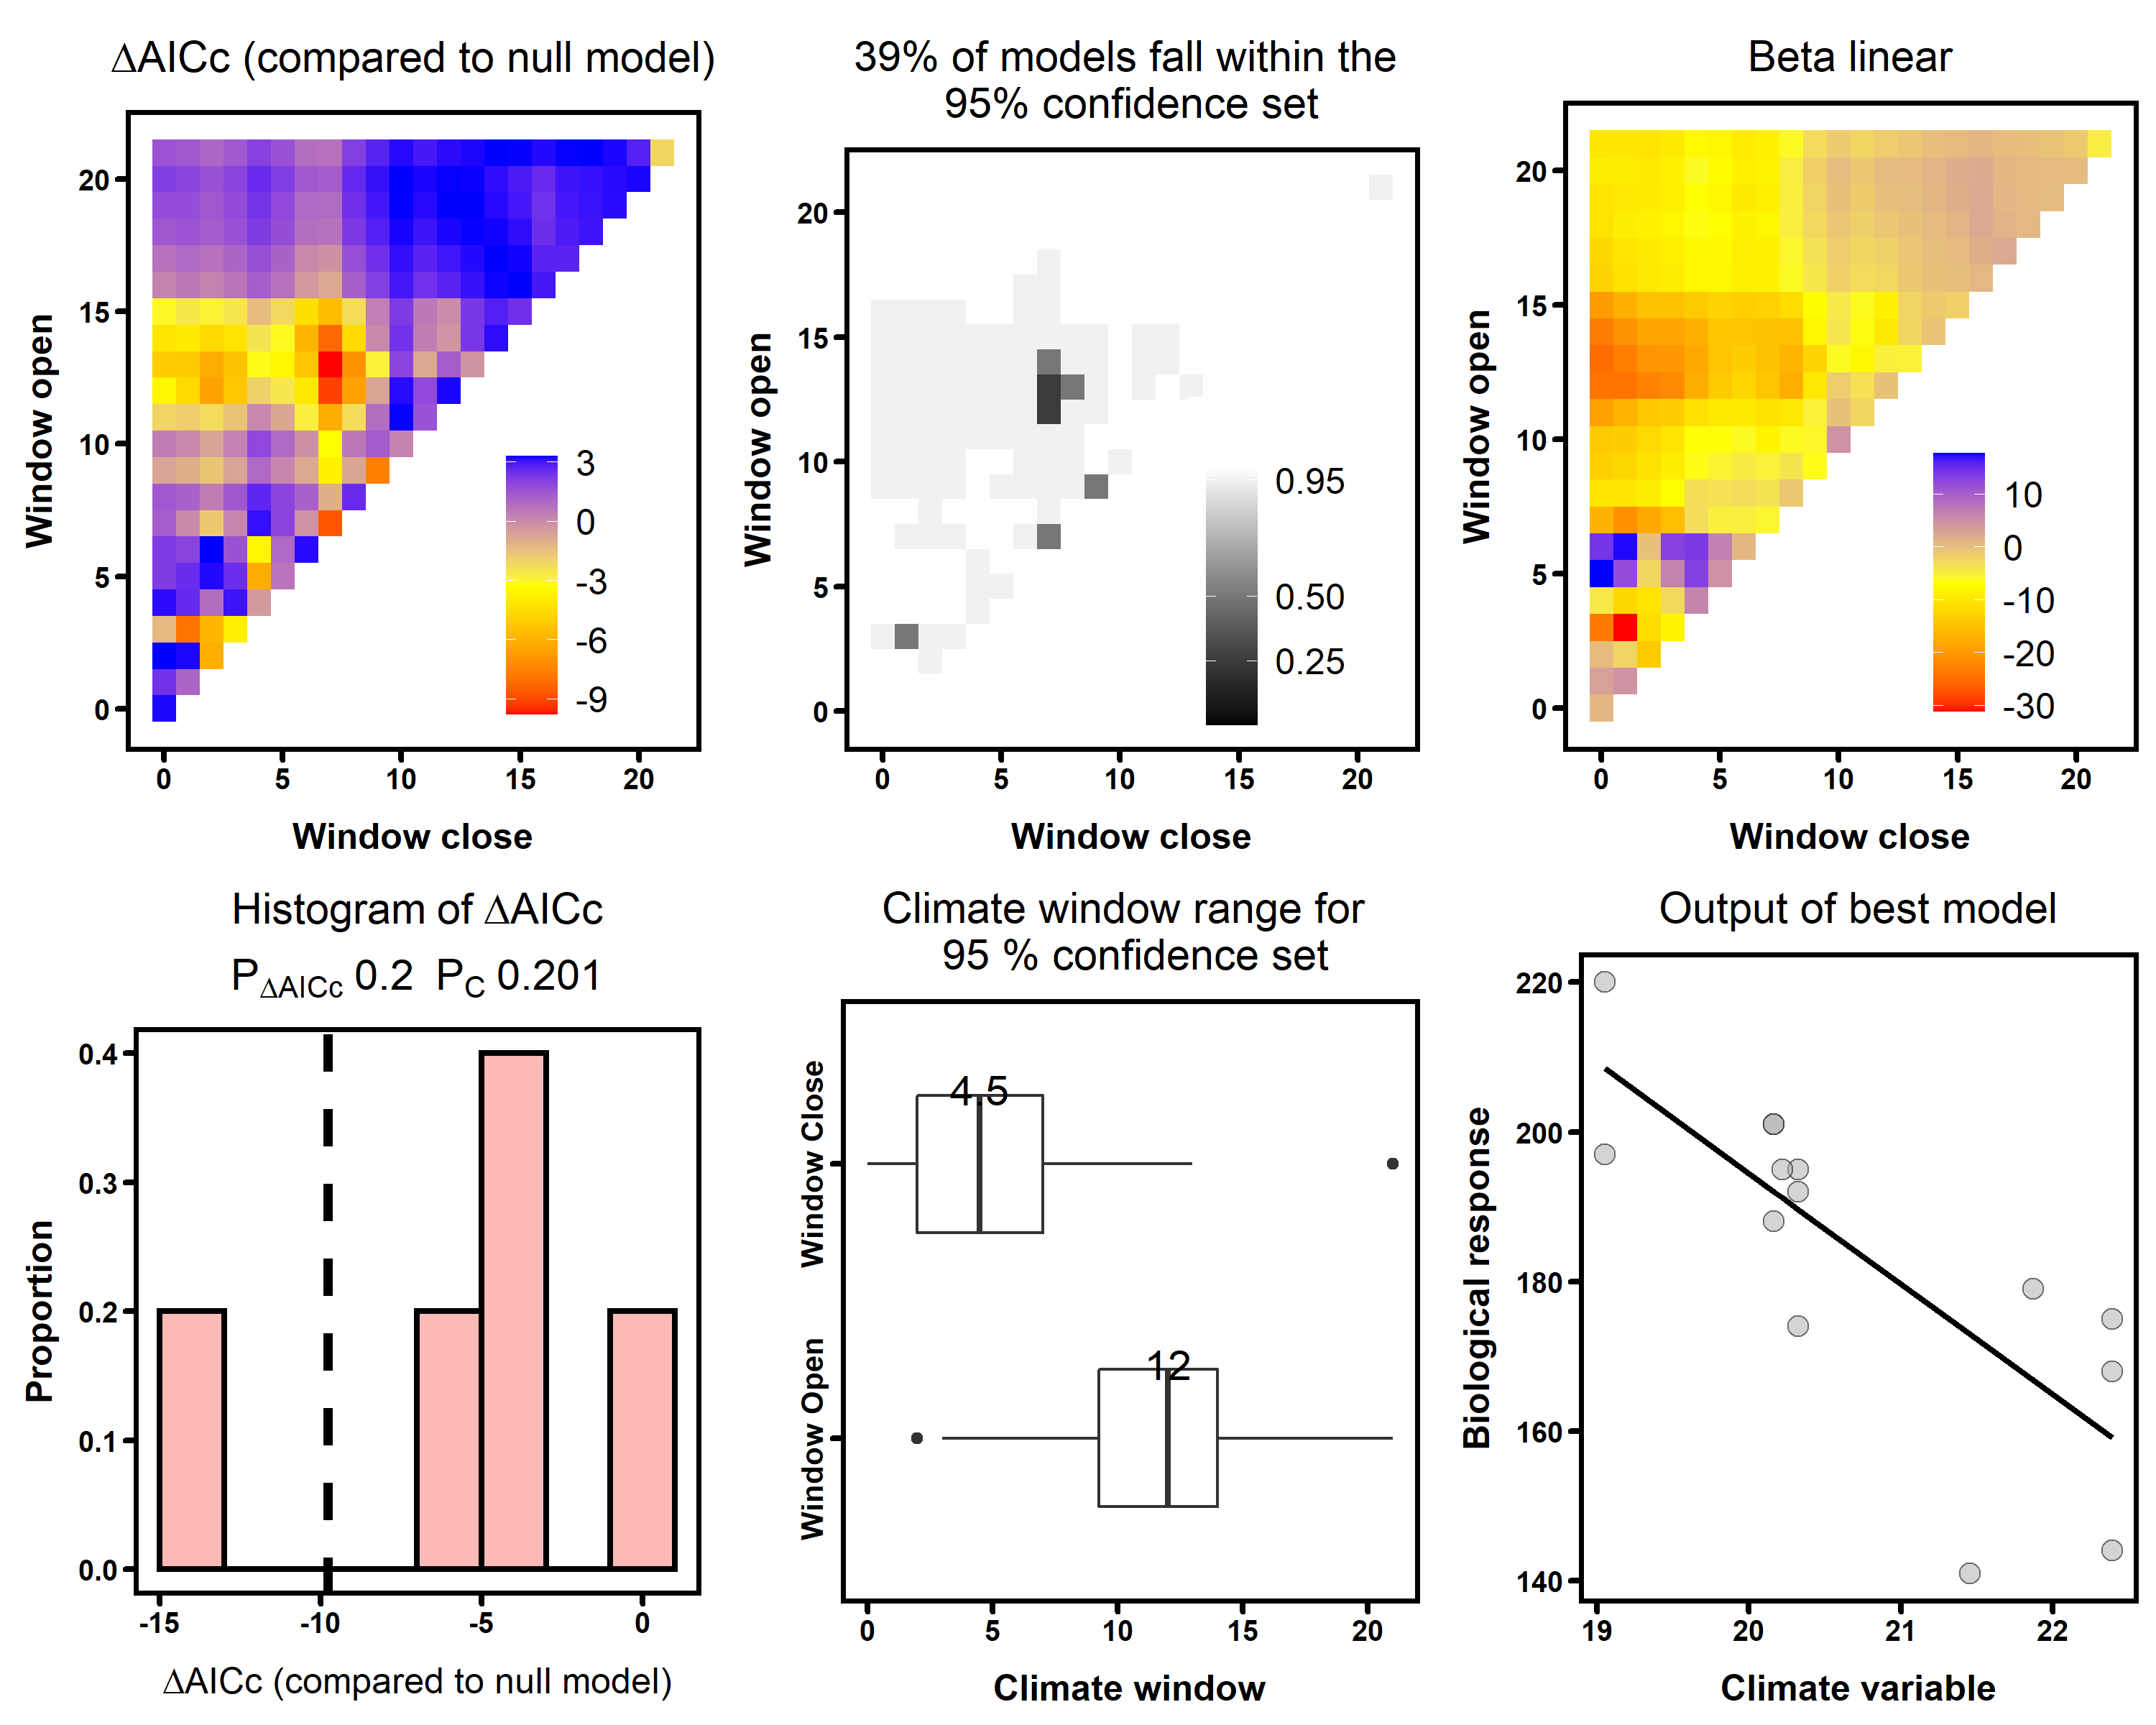 ΔAICc (compared to null model)
Window open
20
15
10
5
0
3
0
-3
-6
-9
0 5 10 15 20
Window close
39% of models fall within the
95% confidence set
Window open
20
15
10
5
0
0.95
0.50
0.25
0 5 10 15 20
Window close
Beta linear
Window open
20
15
10
5
0
10
0
-10
-20
-30
0 5 10 15 20
Window close
Histogram of ΔAICc
PΔAICc 0.2 PC 0.201
Proportion
0.4
0.3
0.2
0.1
0.0
-15 -10 -5 0
ΔAICc (compared to null model)
Climate window range for
95 % confidence set
Window Close
4.5
Window Open
12
0 5 10 15 20
Climate window
Output of best model
Biological response
220
200
180
160
140
19 20 21 22
Climate variable